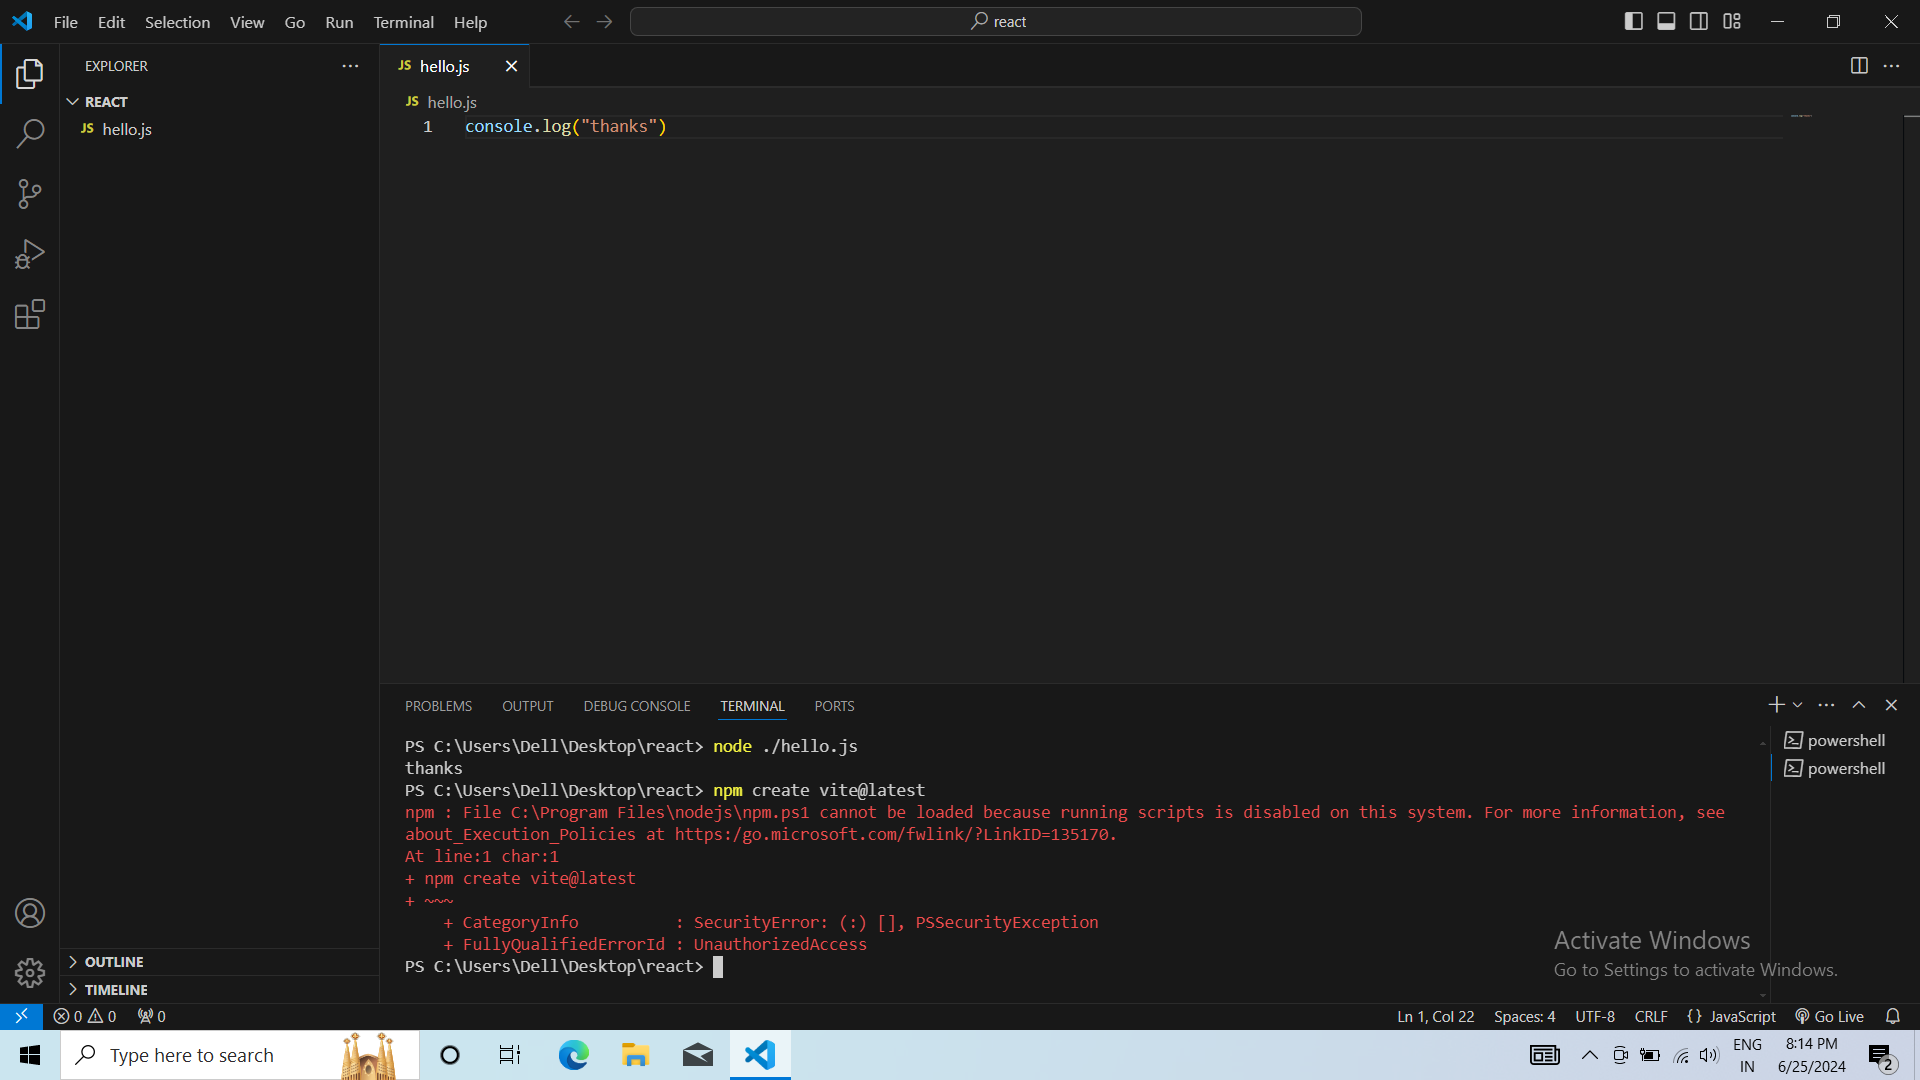 File Edit Selection View Go Run Terminal Help
react
EXPLORER
REACT
JS hello.js
JS hello.js
JS hello.js
1 console.log("thanks")
OUTLINE
TIMELINE
PROBLEMS OUTPUT DEBUG CONSOLE TERMINAL PORTS
powershell
powershell
PS C:\Users\Dell\Desktop\react> node ./hello.js
thanks
PS C:\Users\Dell\Desktop\react> npm create vite@latest
npm : File C:\Program Files\nodejs\npm.ps1 cannot be loaded because running scripts is disabled on this system. For more information, see
about_Execution_Policies at https:/go.microsoft.com/fwlink/?LinkID=135170.
At line:1 char:1
+ npm create vite@latest
+ ~~~
    + CategoryInfo          : SecurityError: (:) [], PSSecurityException
    + FullyQualifiedErrorId : UnauthorizedAccess
PS C:\Users\Dell\Desktop\react>
Activate Windows
Go to Settings to activate Windows.
0 0 0 Ln 1, Col 22 Spaces: 4 UTF-8 CRLF {} JavaScript Go Live
Type here to search
ENG
IN
8:14 PM
6/25/2024
2